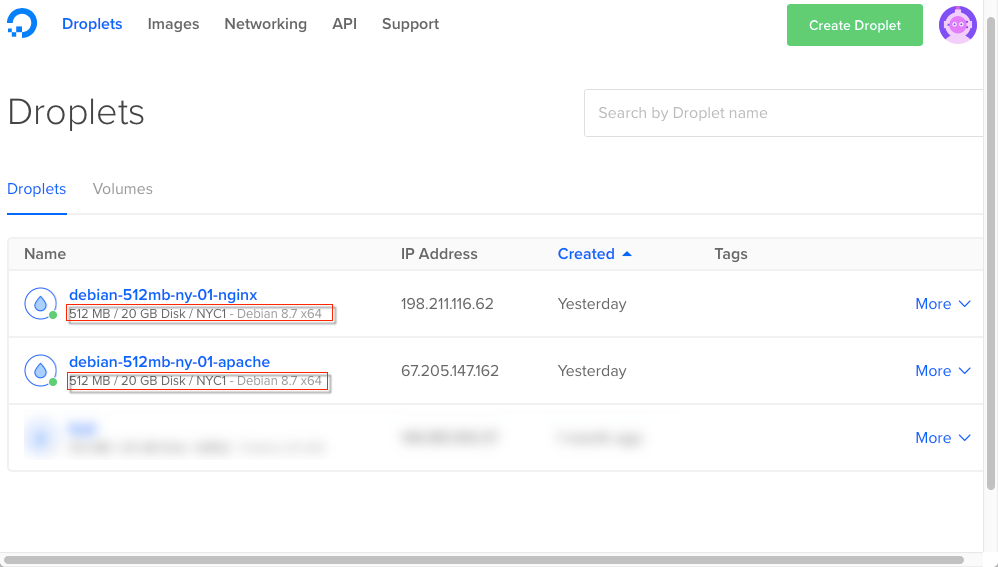 Droplets Images Networking API Support Create Droplet
Droplets Search by Droplet name
Droplets Volumes
Name IP Address Created Tags
debian-512mb-ny-01-nginx
512 MB / 20 GB Disk / NYC1 - Debian 8.7 x64
198.211.116.62 Yesterday More
debian-512mb-ny-01-apache
512 MB / 20 GB Disk / NYC1 - Debian 8.7 x64
67.205.147.162 Yesterday More
More